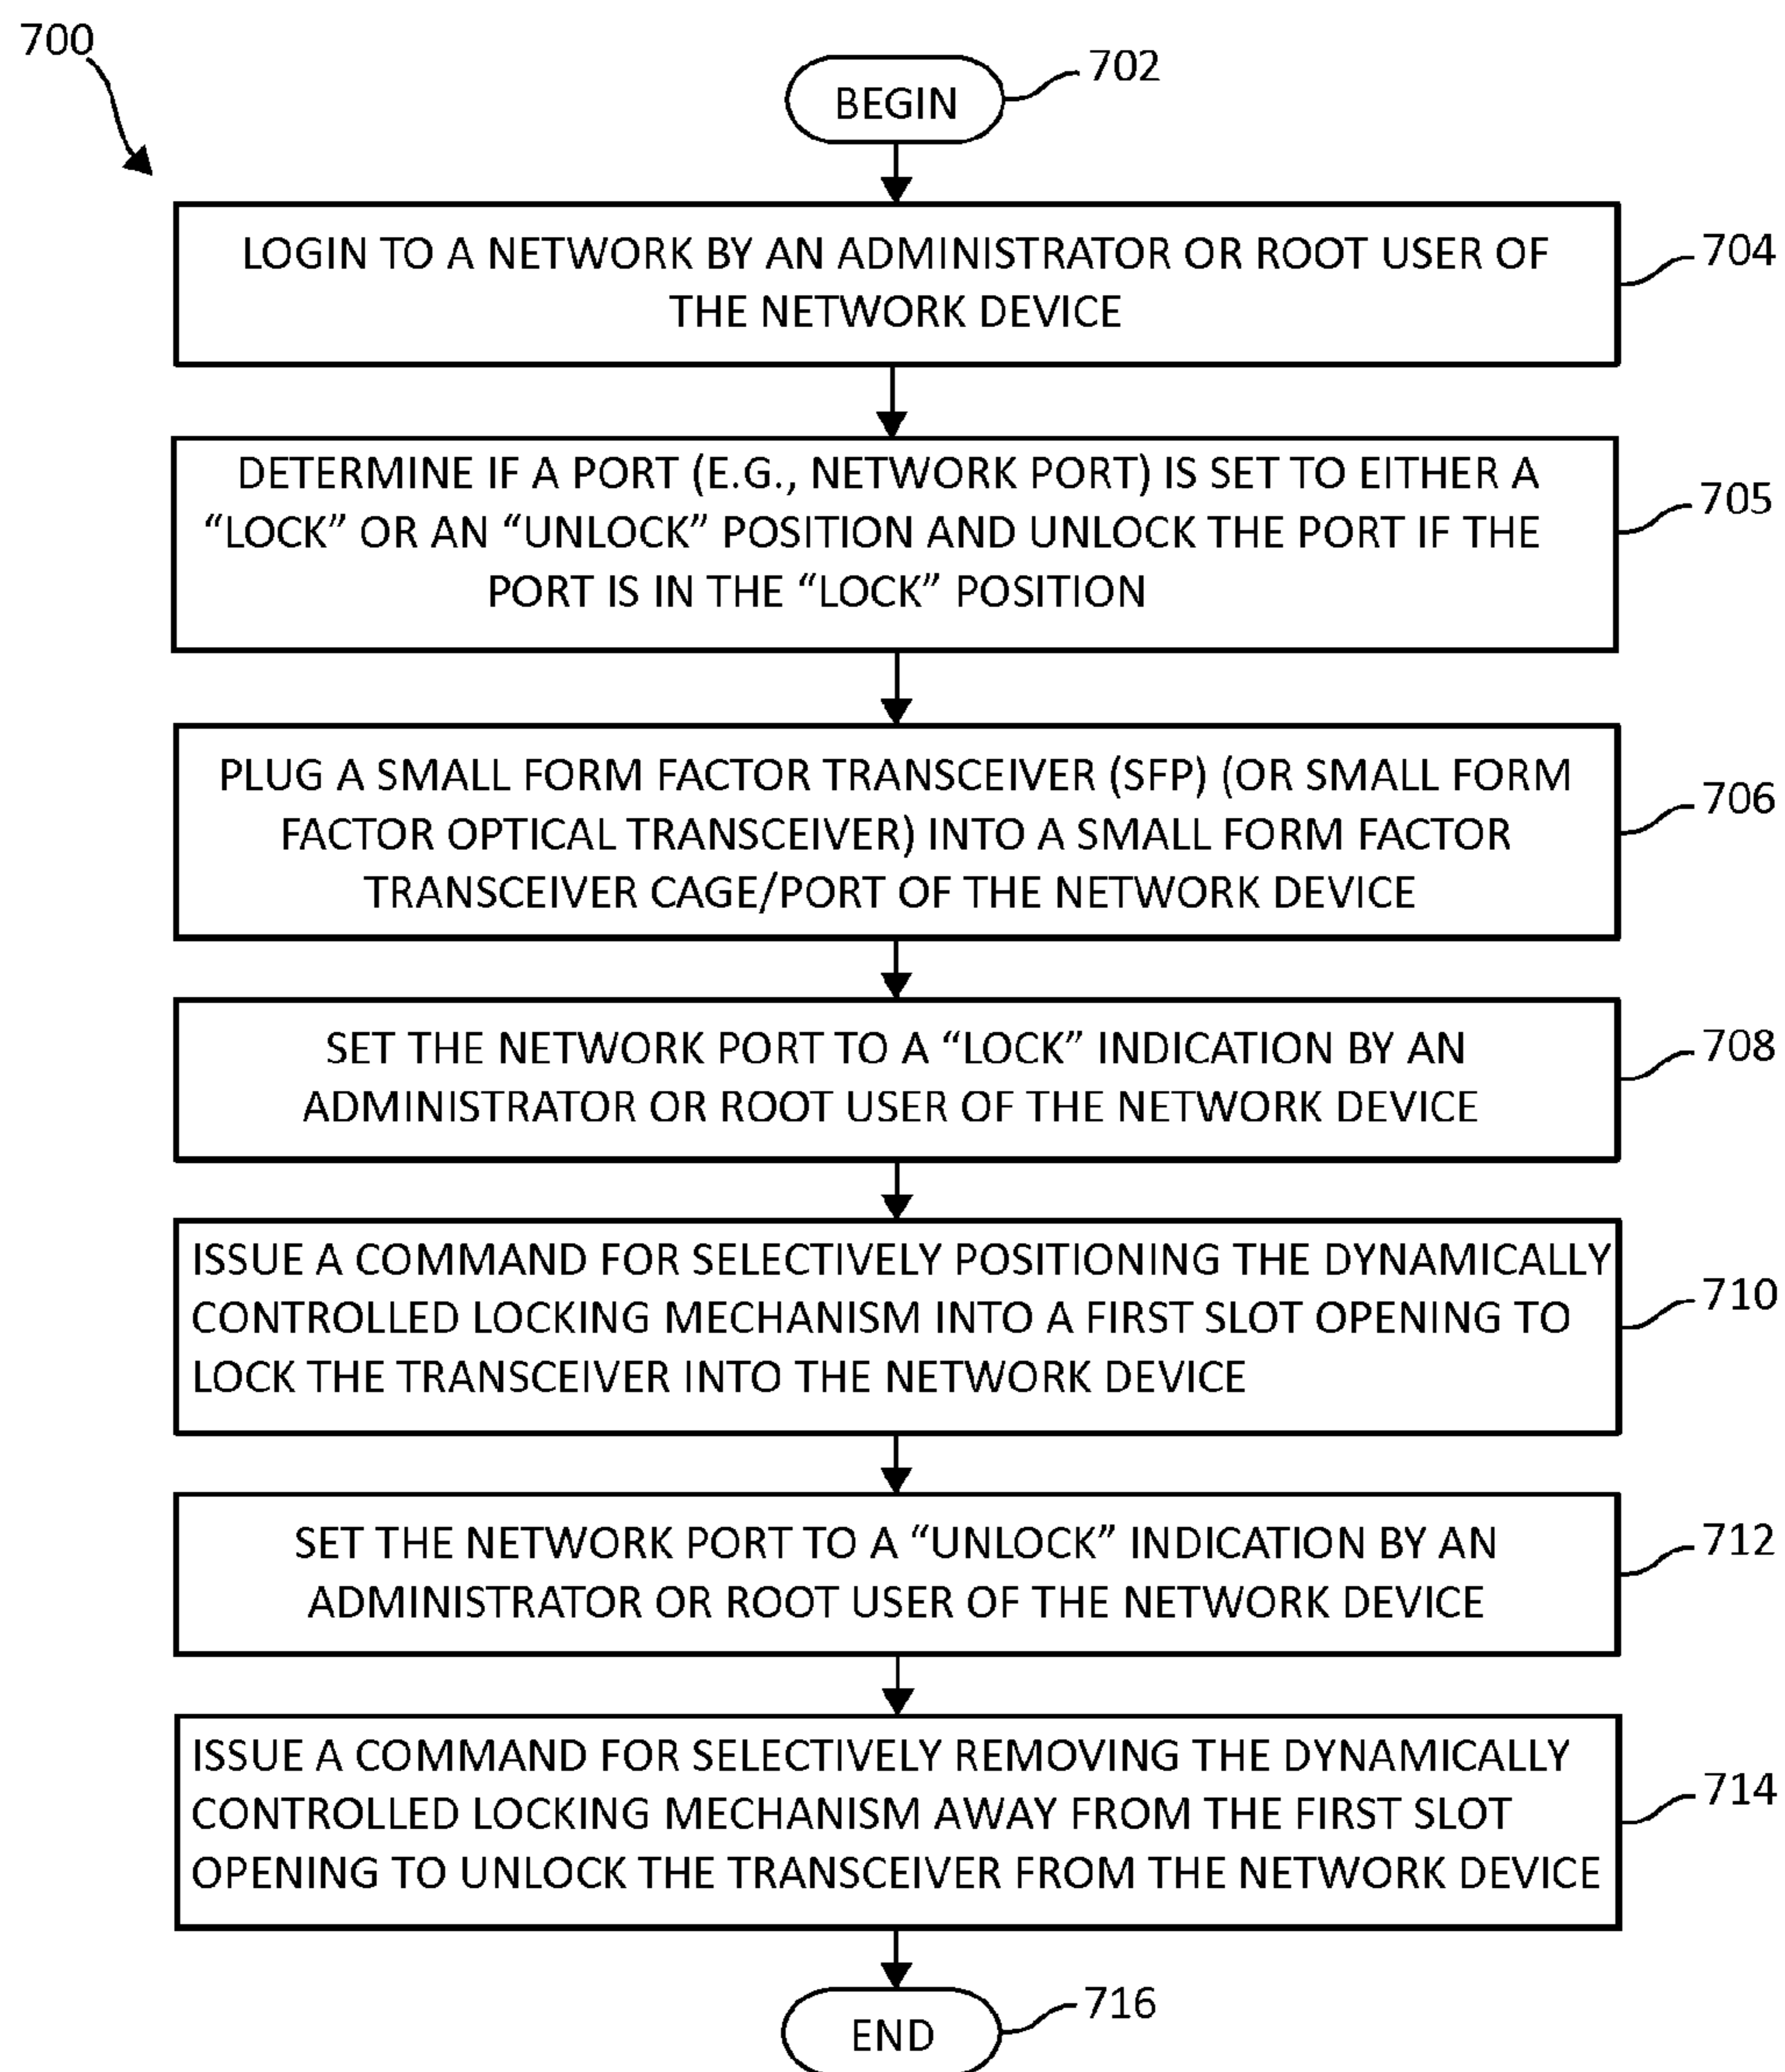 700
BEGIN
702
LOGIN TO A NETWORK BY AN ADMINISTRATOR OR ROOT USER OF
THE NETWORK DEVICE
704
DETERMINE IF A PORT (E.G., NETWORK PORT) IS SET TO EITHER A
“LOCK” OR AN “UNLOCK” POSITION AND UNLOCK THE PORT IF THE
PORT IS IN THE “LOCK” POSITION
705
PLUG A SMALL FORM FACTOR TRANSCEIVER (SFP) (OR SMALL FORM
FACTOR OPTICAL TRANSCEIVER) INTO A SMALL FORM FACTOR
TRANSCEIVER CAGE/PORT OF THE NETWORK DEVICE
706
SET THE NETWORK PORT TO A “LOCK” INDICATION BY AN
ADMINISTRATOR OR ROOT USER OF THE NETWORK DEVICE
708
ISSUE A COMMAND FOR SELECTIVELY POSITIONING THE DYNAMICALLY
CONTROLLED LOCKING MECHANISM INTO A FIRST SLOT OPENING TO
LOCK THE TRANSCEIVER INTO THE NETWORK DEVICE
710
SET THE NETWORK PORT TO A “UNLOCK” INDICATION BY AN
ADMINISTRATOR OR ROOT USER OF THE NETWORK DEVICE
712
ISSUE A COMMAND FOR SELECTIVELY REMOVING THE DYNAMICALLY
CONTROLLED LOCKING MECHANISM AWAY FROM THE FIRST SLOT
OPENING TO UNLOCK THE TRANSCEIVER FROM THE NETWORK DEVICE
714
END
716